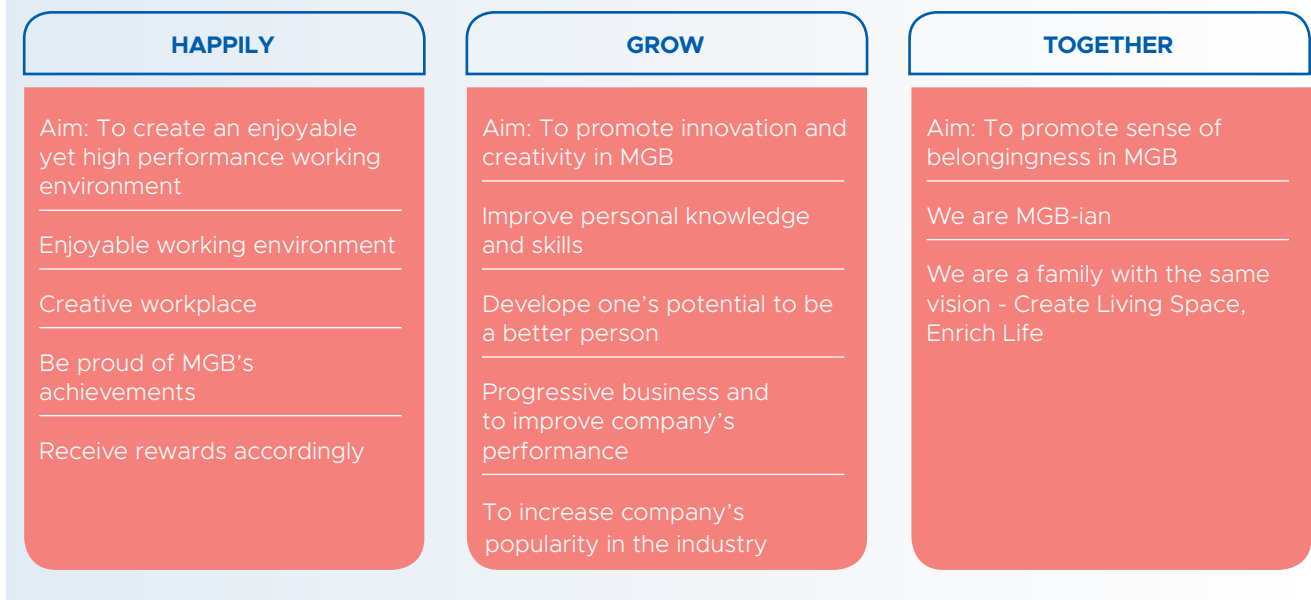 HAPPILY
Aim: To create an enjoyable
yet high performance working
environment
Enjoyable working environment
Creative workplace
Be proud of MGB’s
achievements
Receive rewards accordingly
GROW
Aim: To promote innovation and
creativity in MGB
Improve personal knowledge
and skills
Develope one’s potential to be
a better person
Progressive business and
to improve company’s
performance
To increase company’s
popularity in the industry
TOGETHER
Aim: To promote sense of
belongingness in MGB
We are MGB-ian
We are a family with the same
vision - Create Living Space,
Enrich Life